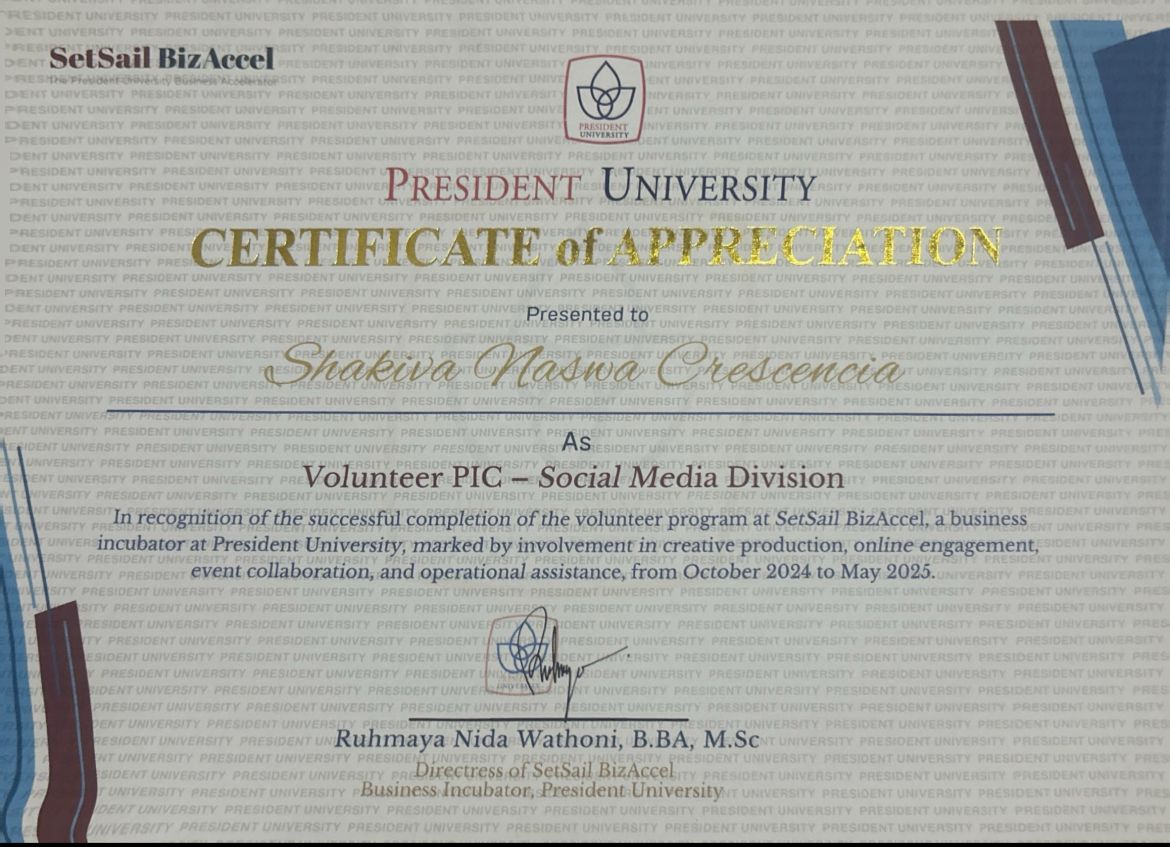 SetSail BizAccel
The President University Business Accelerator
PRESIDENT
UNIVERSITY
PRESIDENT UNIVERSITY
CERTIFICATE of APPRECIATION
Presented to
Shakiva Naswa Crescencia
As
Volunteer PIC – Social Media Division
In recognition of the successful completion of the volunteer program at SetSail BizAccel, a business
incubator at President University, marked by involvement in creative production, online engagement,
event collaboration, and operational assistance, from October 2024 to May 2025.
Ruhmaya Nida Wathoni, B.BA, M.Sc
Directress of SetSail BizAccel
Business Incubator, President University